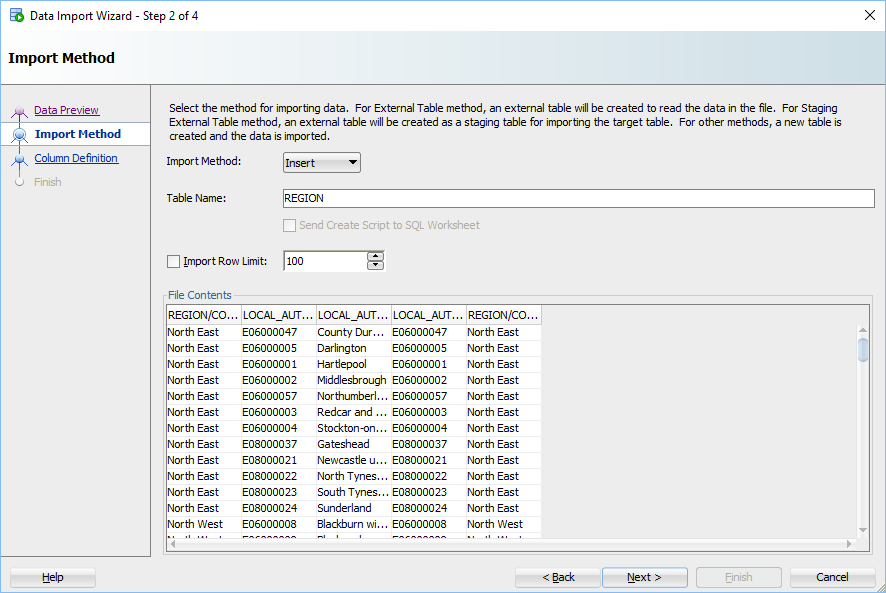 Data Import Wizard - Step 2 of 4
Import Method
Data Preview
Import Method
Column Definition
Finish
Select the method for importing data. For External Table method, an external table will be created to read the data in the file. For Staging
External Table method, an external table will be created as a staging table for importing the target table. For other methods, a new table is
created and the data is imported.
Import Method: Insert
Table Name: REGION
Send Create Script to SQL Worksheet
Import Row Limit: 100
File Contents
REGION/CO... LOCAL_AUT... LOCAL_AUT... LOCAL_AUT... REGION/CO...
North East E06000047 County Dur... E06000047 North East
North East E06000005 Darlington E06000005 North East
North East E06000001 Hartlepool E06000001 North East
North East E06000002 Middlesbrough E06000002 North East
North East E06000057 Northumberl... E06000057 North East
North East E06000003 Redcar and ... E06000003 North East
North East E06000004 Stockton-on... E06000004 North East
North East E08000037 Gateshead E08000037 North East
North East E08000021 Newcastle u... E08000021 North East
North East E08000022 North Tynes... E08000022 North East
North East E08000023 South Tynes... E08000023 North East
North East E08000024 Sunderland E08000024 North East
North West E06000008 Blackburn wi... E06000008 North West
Help < Back Next > Finish Cancel